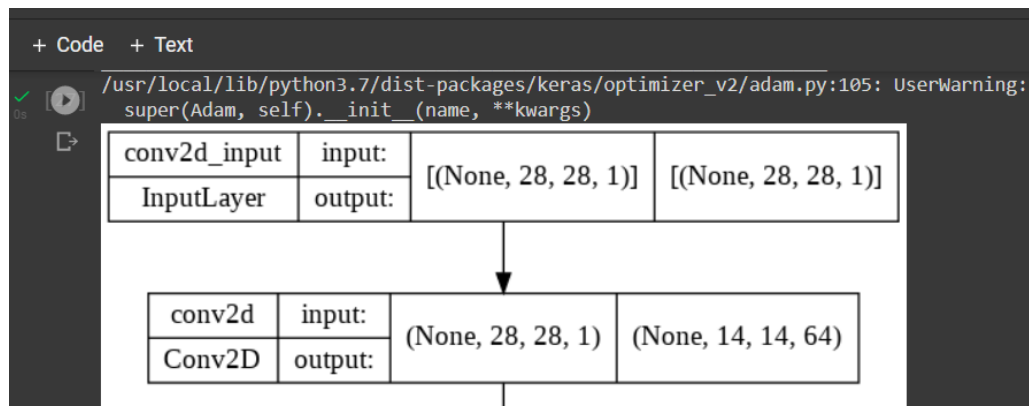 + Code + Text
/usr/local/lib/python3.7/dist-packages/keras/optimizer_v2/adam.py:105: UserWarning:
super(Adam, self).__init__(name, **kwargs)
0s
conv2d_input input: [(None, 28, 28, 1)] [(None, 28, 28, 1)]
InputLayer output:
conv2d input: (None, 28, 28, 1) (None, 14, 14, 64)
Conv2D output: